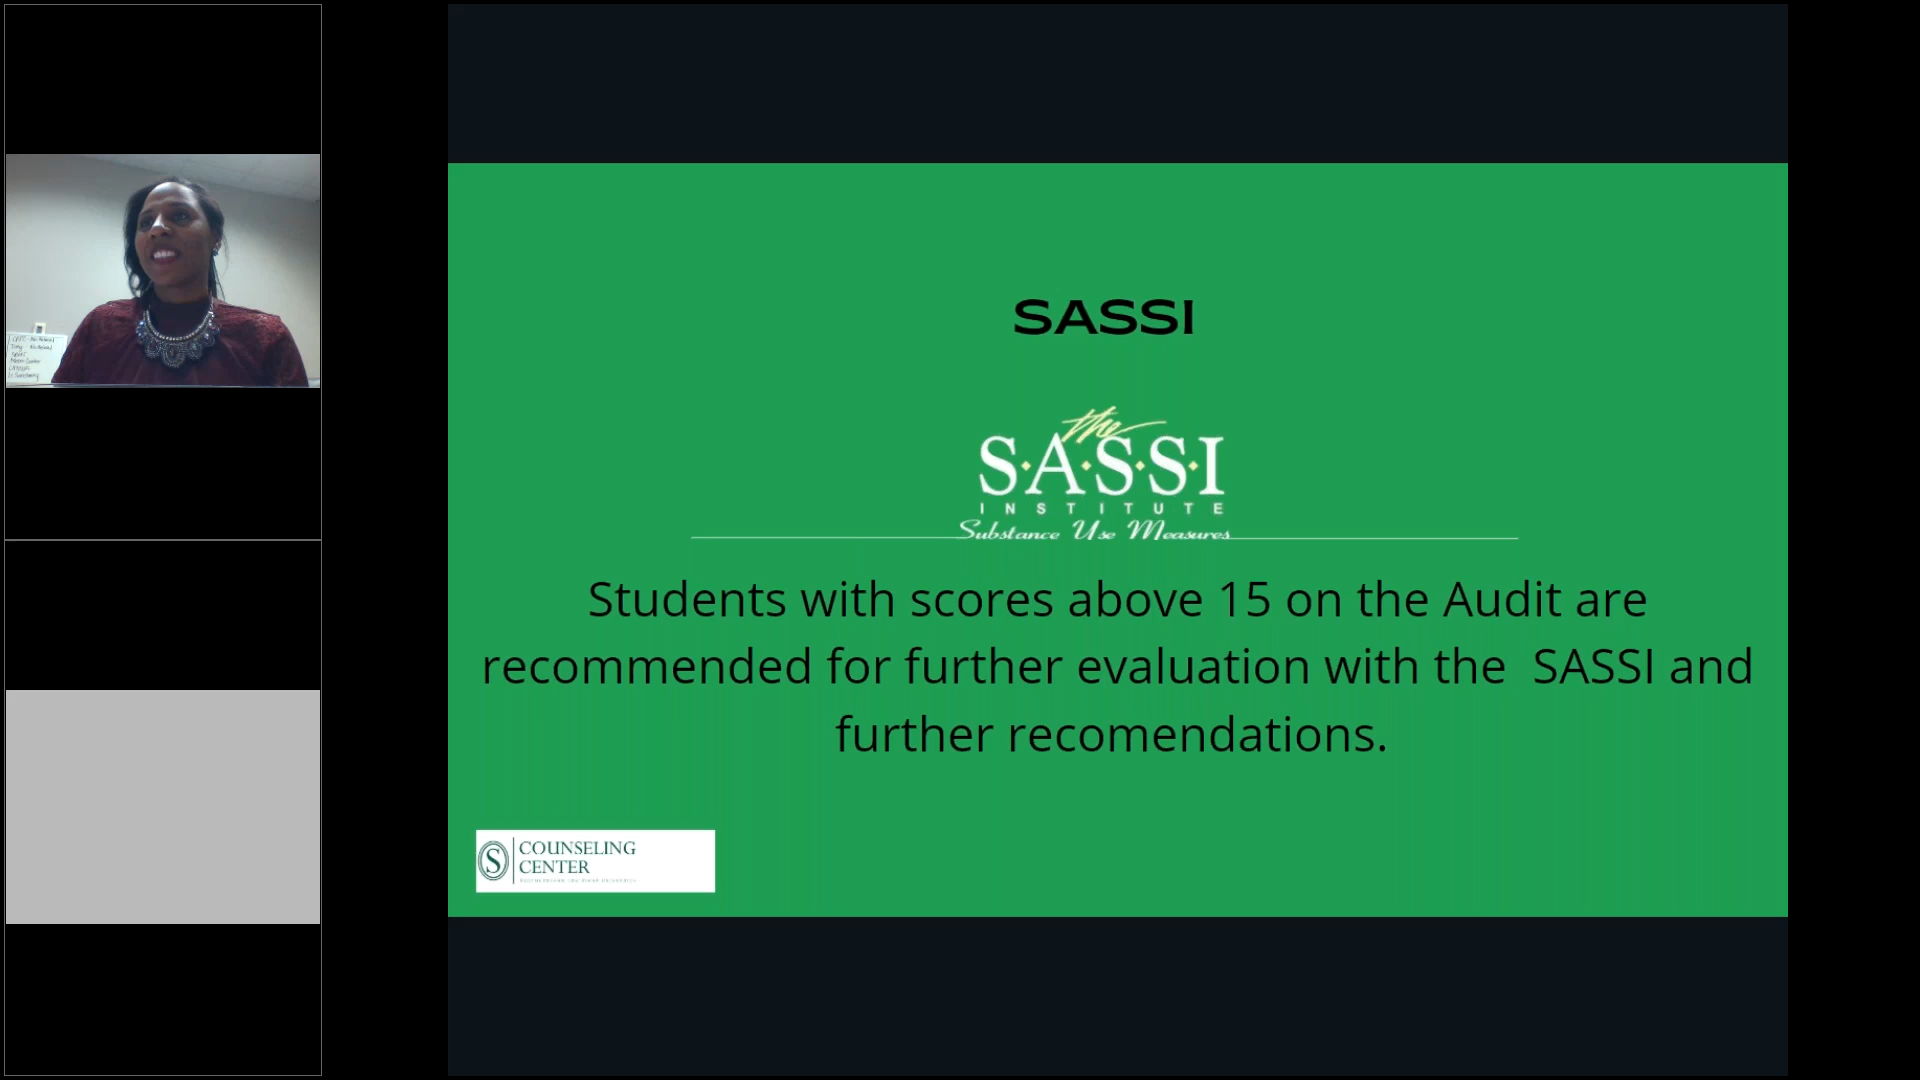 SASSI
the
S·A·S·S·I
INSTITUTE
Substance Use Measures
Students with scores above 15 on the Audit are
recommended for further evaluation with the SASSI and
further recomendations.
S
COUNSELING
CENTER